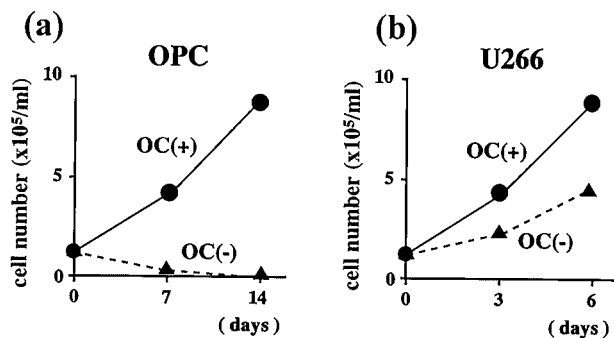 (a)
OPC
cell number (x10⁵/ml)
10
5
0
OC(+)
OC(-)
0 7 14
( days )
(b)
U266
cell number (x10⁵/ml)
10
5
0
OC(+)
OC(-)
0 3 6
( days )